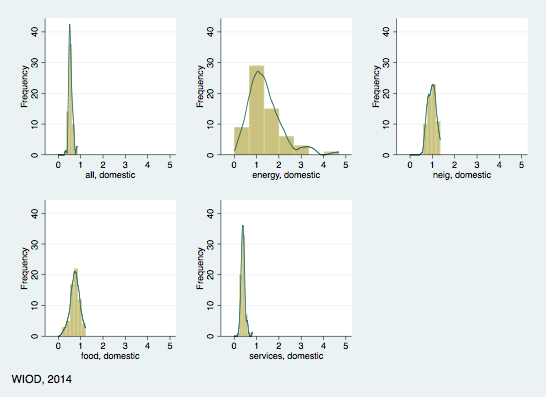 Frequency
0 10 20 30 40
0 1 2 3 4 5
all, domestic
Frequency
0 10 20 30 40
0 1 2 3 4 5
energy, domestic
Frequency
0 10 20 30 40
0 1 2 3 4 5
neig, domestic
Frequency
0 10 20 30 40
0 1 2 3 4 5
food, domestic
Frequency
0 10 20 30 40
0 1 2 3 4 5
services, domestic
WIOD, 2014